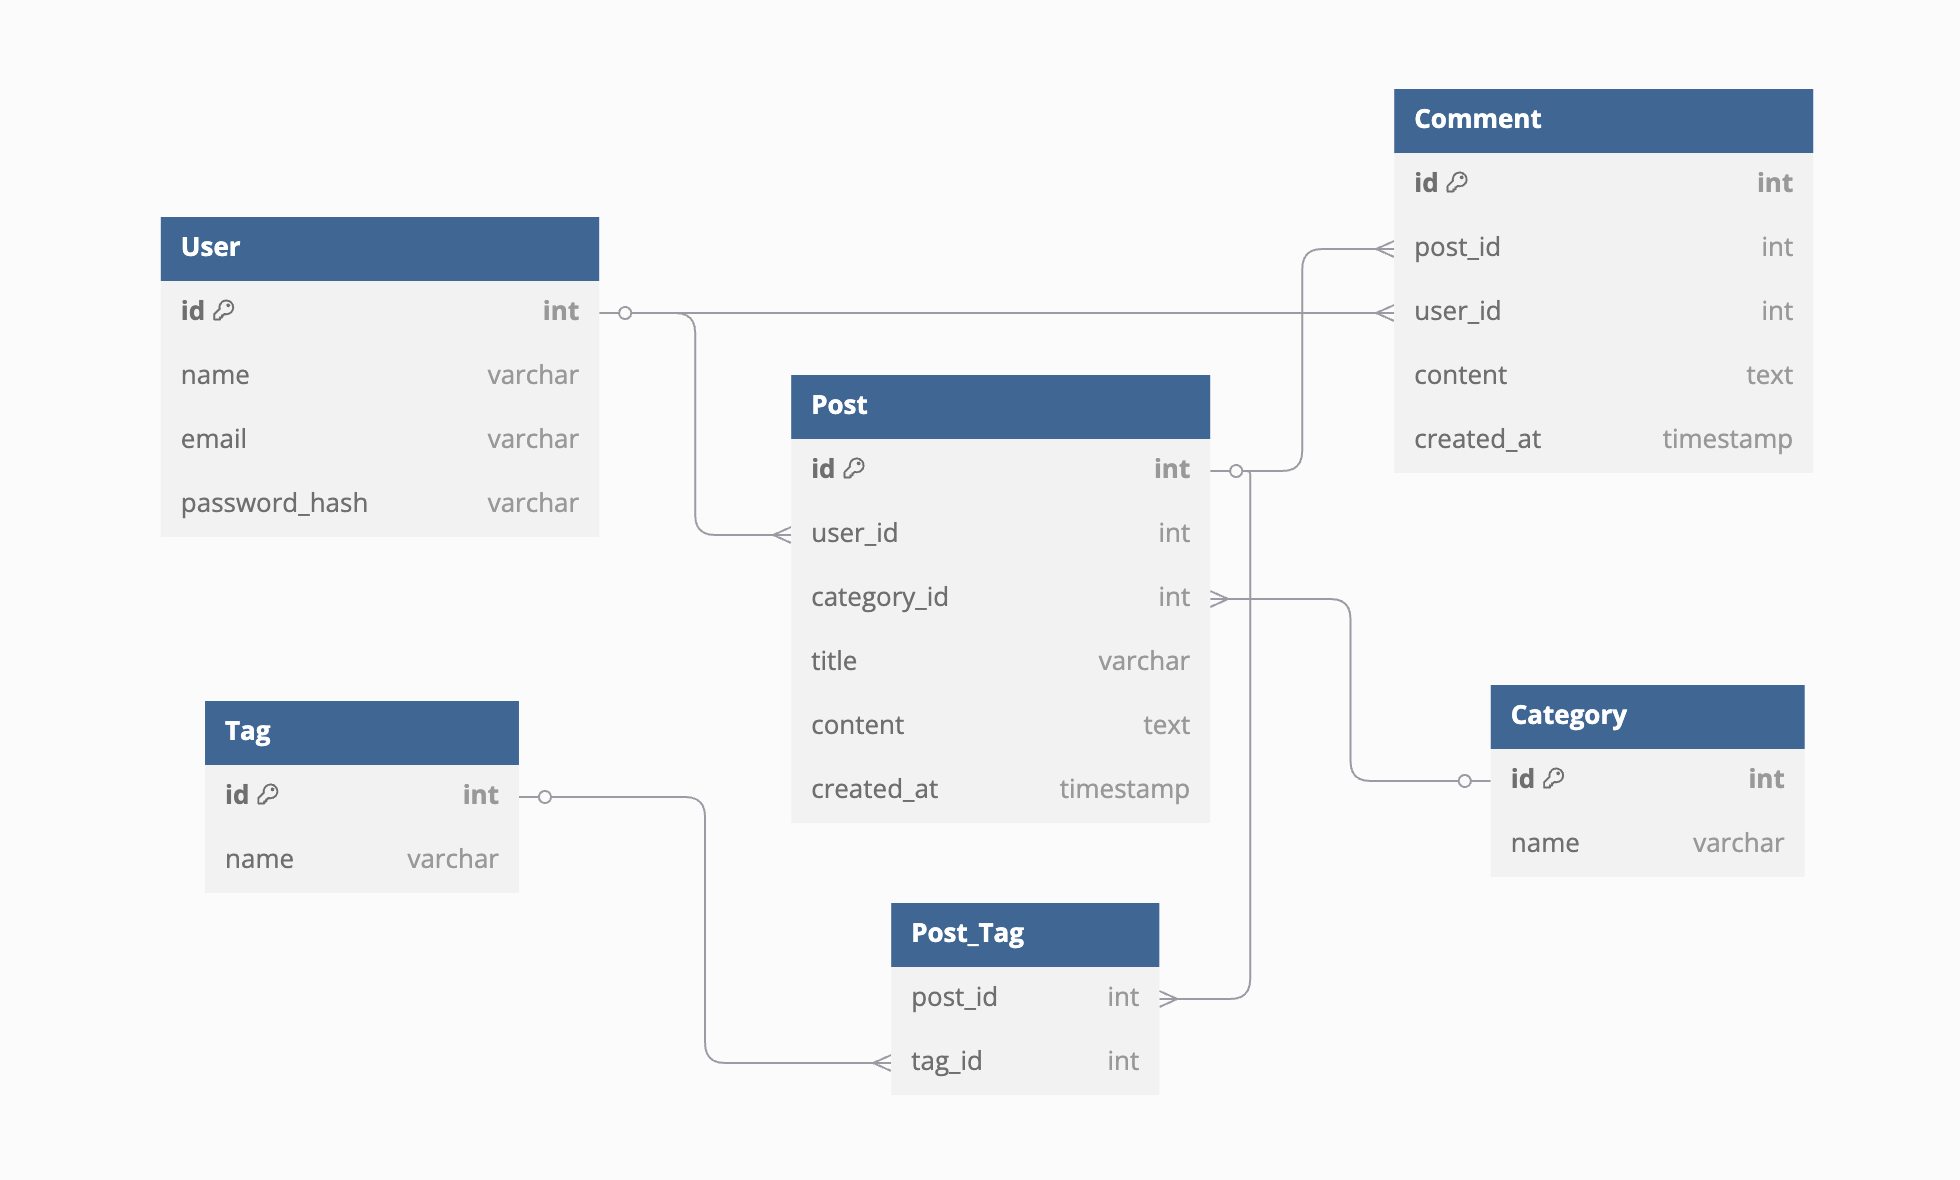 User
id int
name varchar
email varchar
password_hash varchar
Comment
id int
post_id int
user_id int
content text
created_at timestamp
Post
id int
user_id int
category_id int
title varchar
content text
created_at timestamp
Tag
id int
name varchar
Category
id int
name varchar
Post_Tag
post_id int
tag_id int